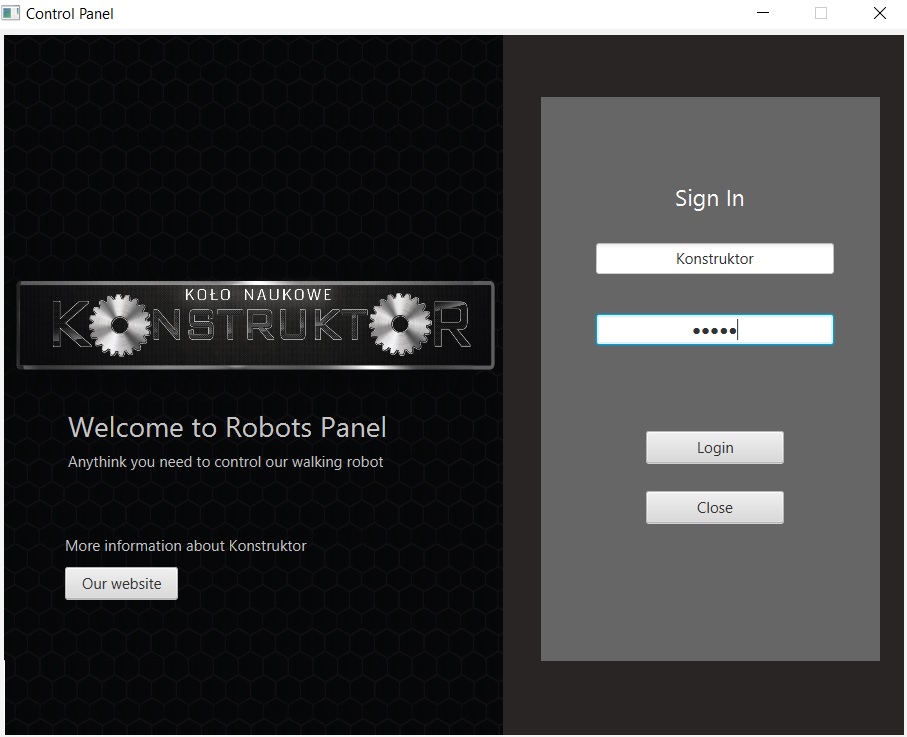 Control Panel
KOŁO NAUKOWE
KONSTRUKTOR
Welcome to Robots Panel
Anythink you need to control our walking robot
More information about Konstruktor
Our website
Sign In
Konstruktor
•••••
Login
Close